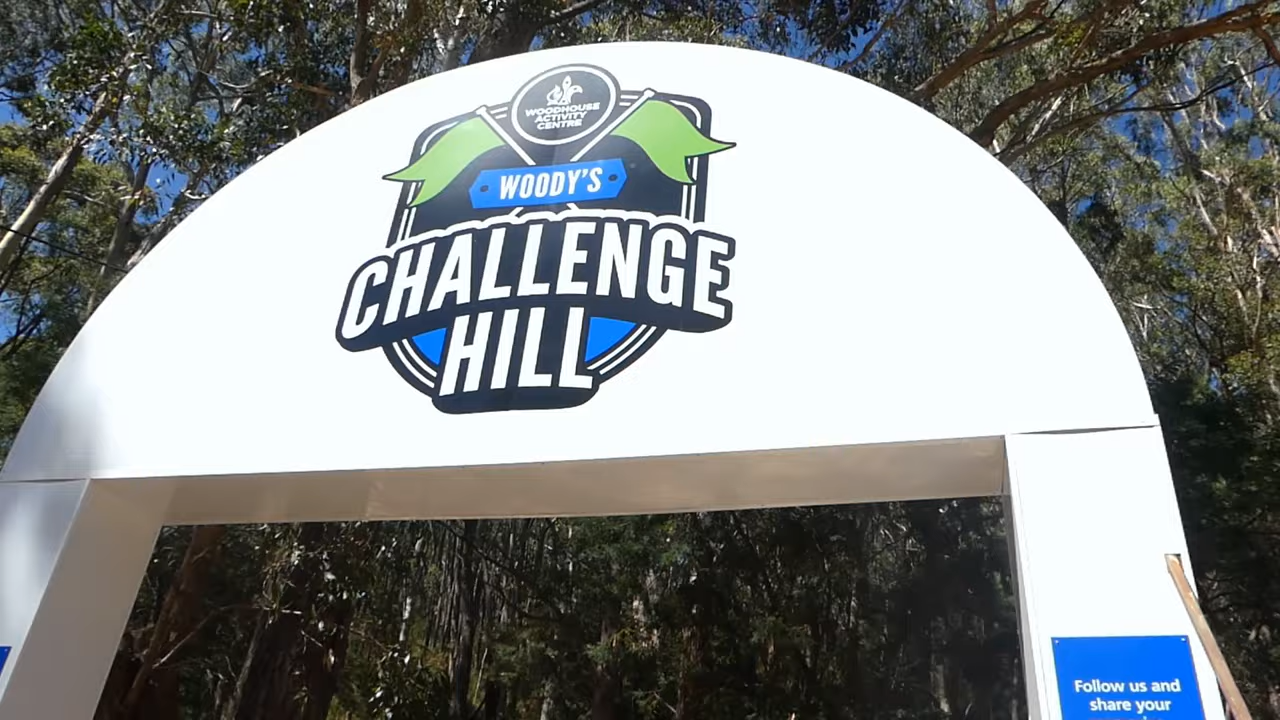 WOODHOUSE
ACTIVITY
CENTRE
WOODY'S
CHALLENGE
HILL
Follow us and
share your